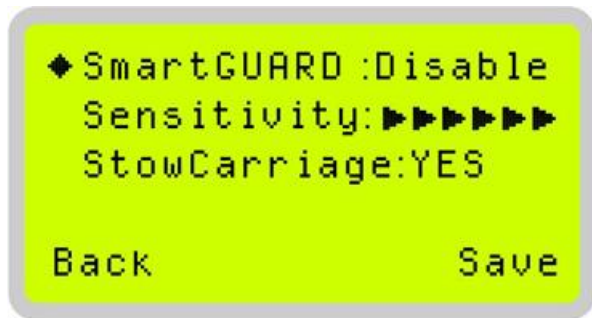 ◆SmartGUARD :Disable
Sensitivity:▶▶▶▶▶▶
StowCarriage:YES
Back Save